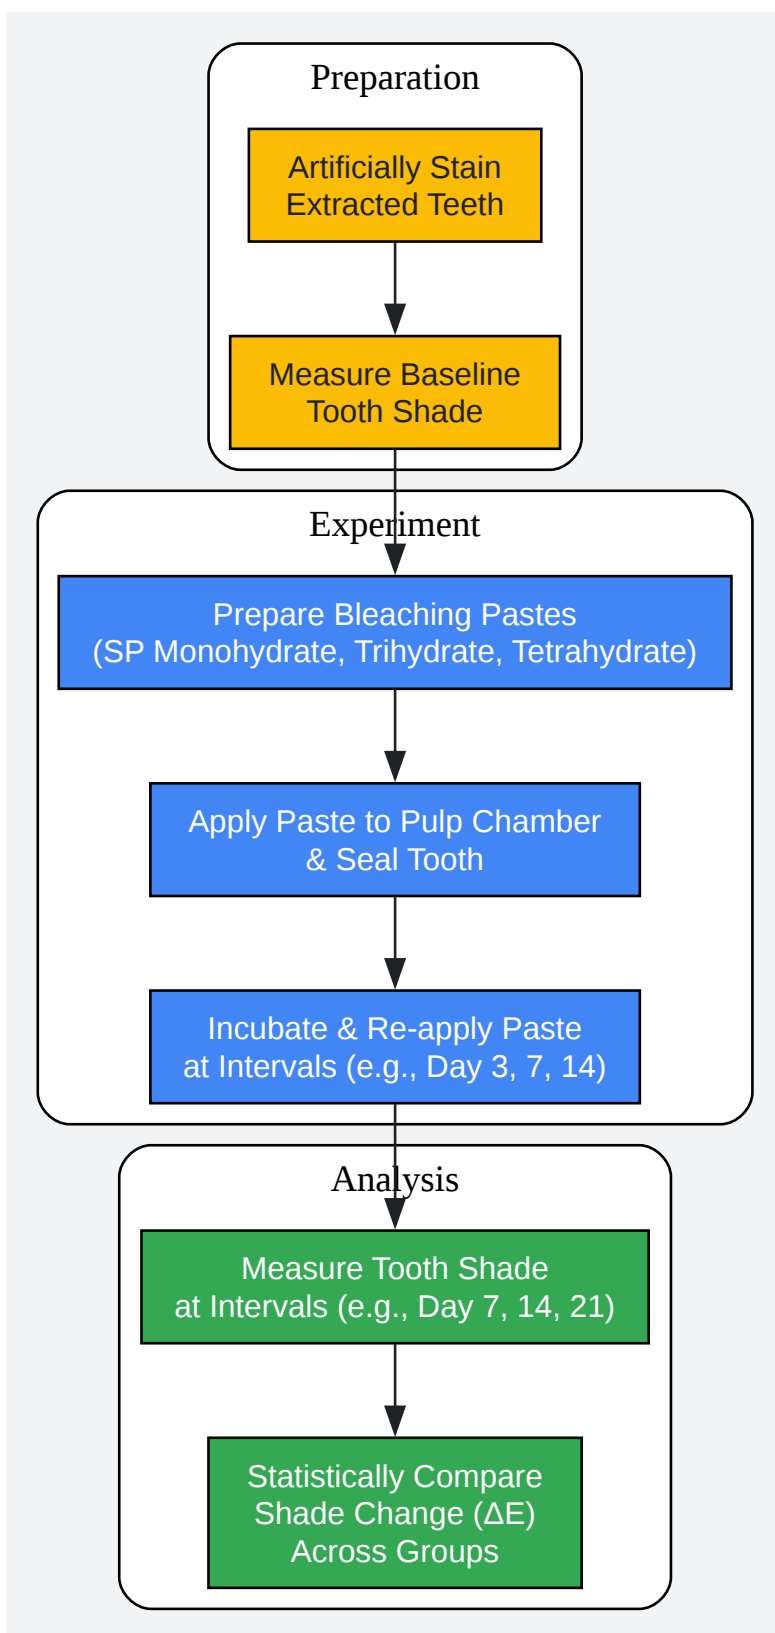 Preparation
Artificially Stain
Extracted Teeth
Measure Baseline
Tooth Shade
Experiment
Prepare Bleaching Pastes
(SP Monohydrate, Trihydrate, Tetrahydrate)
Apply Paste to Pulp Chamber
& Seal Tooth
Incubate & Re-apply Paste
at Intervals (e.g., Day 3, 7, 14)
Analysis
Measure Tooth Shade
at Intervals (e.g., Day 7, 14, 21)
Statistically Compare
Shade Change (ΔE)
Across Groups